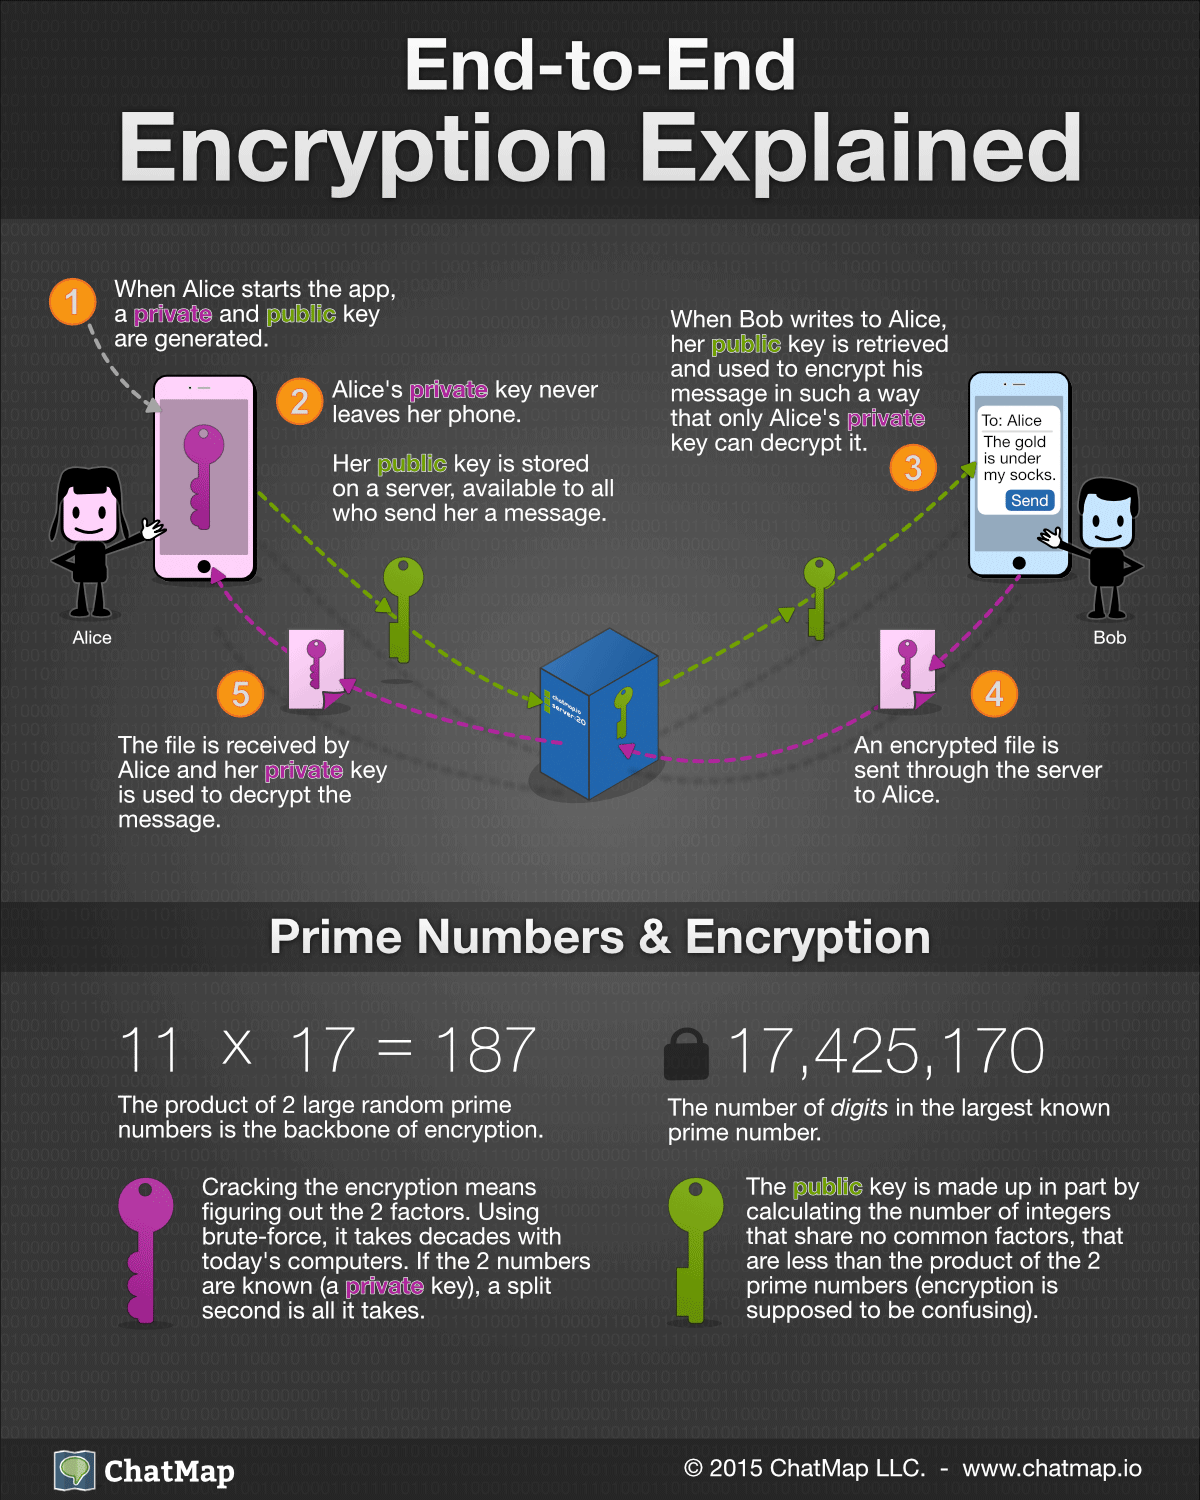 End-to-End
Encryption Explained
1
When Alice starts the app,
a private and public key
are generated.
2
Alice's private key never
leaves her phone.
Her public key is stored
on a server, available to all
who send her a message.
When Bob writes to Alice,
her public key is retrieved
and used to encrypt his
message in such a way
that only Alice's private
key can decrypt it.
3
To: Alice
The gold
is under
my socks.
Send
Alice
Bob
chatmap.io
server:20
5
The file is received by
Alice and her private key
is used to decrypt the
message.
4
An encrypted file is
sent through the server
to Alice.
Prime Numbers & Encryption
11 x 17 = 187
The product of 2 large random prime
numbers is the backbone of encryption.
17,425,170
The number of digits in the largest known
prime number.
Cracking the encryption means
figuring out the 2 factors. Using
brute-force, it takes decades with
today's computers. If the 2 numbers
are known (a private key), a split
second is all it takes.
The public key is made up in part by
calculating the number of integers
that share no common factors, that
are less than the product of the 2
prime numbers (encryption is
supposed to be confusing).
ChatMap
© 2015 ChatMap LLC. - www.chatmap.io